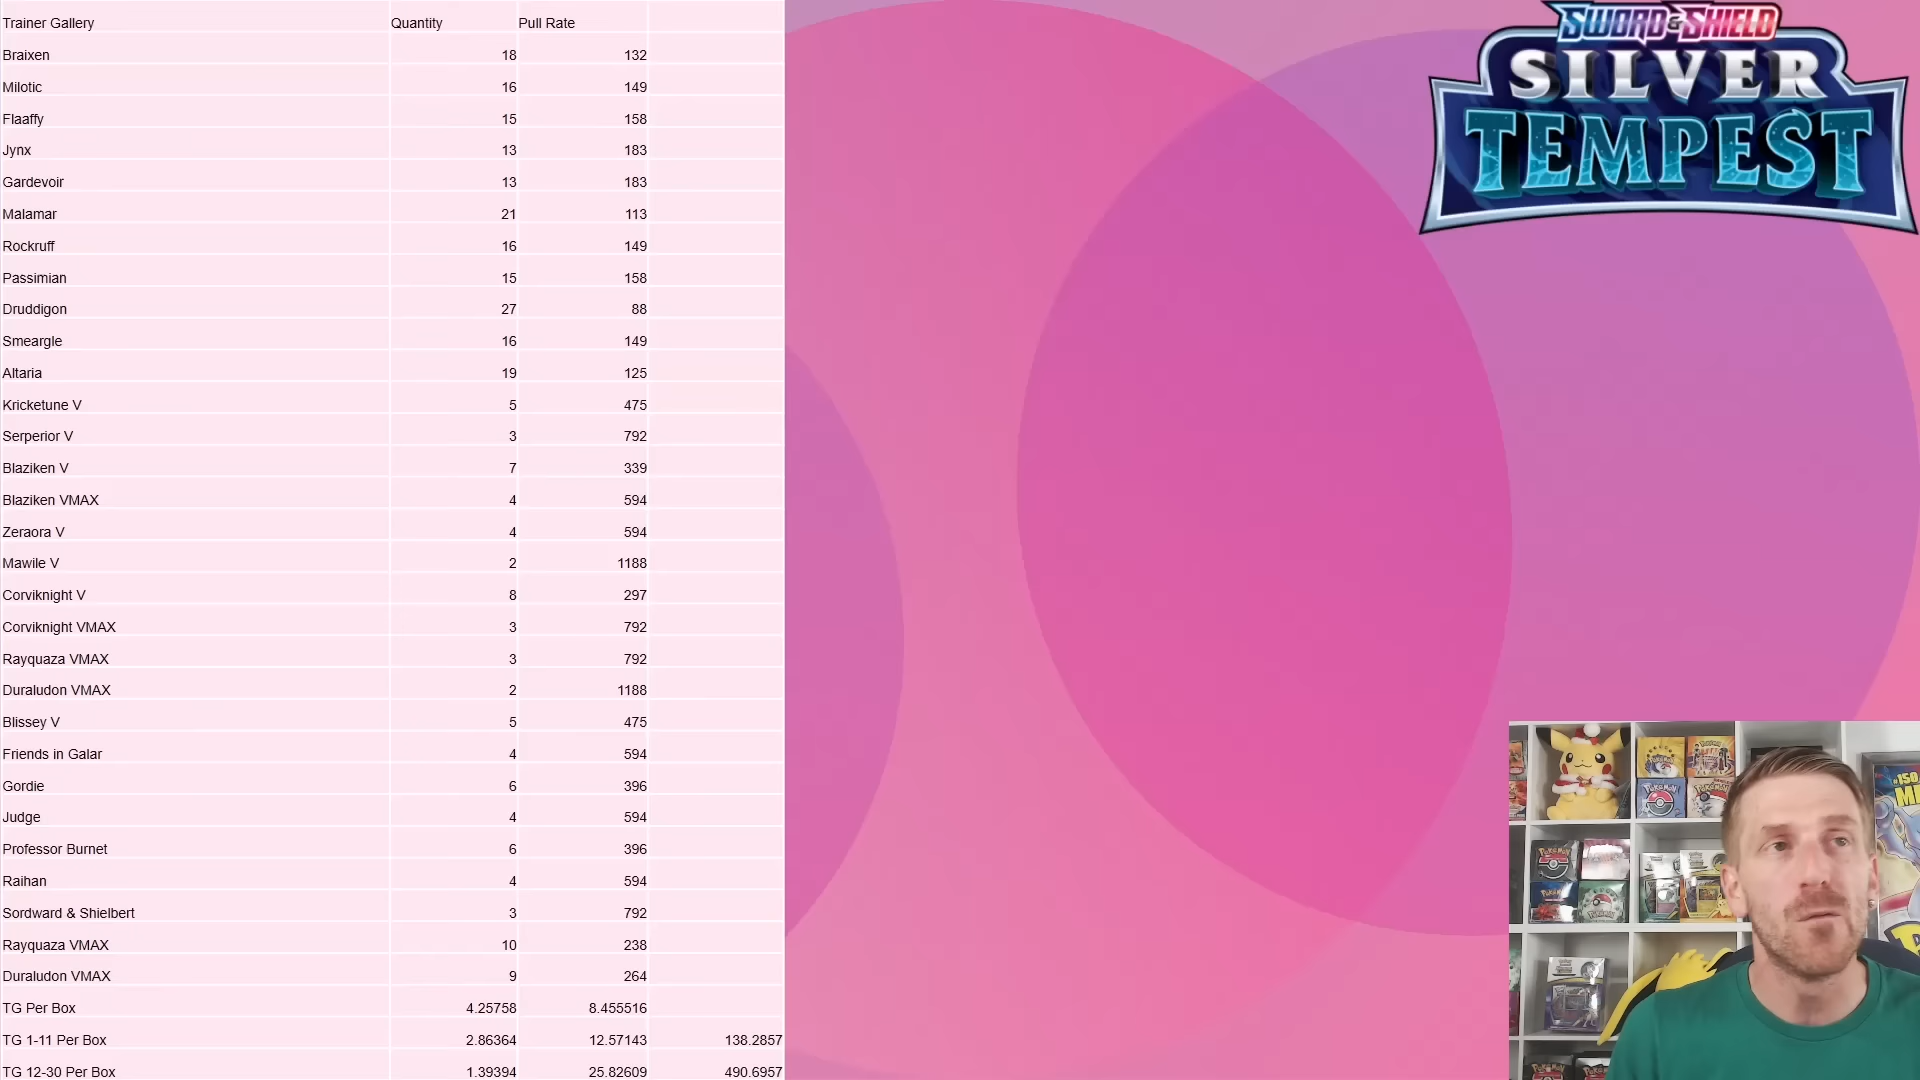 Trainer Gallery Quantity Pull Rate
Braixen 18 132
Milotic 16 149
Flaaffy 15 158
Jynx 13 183
Gardevoir 13 183
Malamar 21 113
Rockruff 16 149
Passimian 15 158
Druddigon 27 88
Smeargle 16 149
Altaria 19 125
Kricketune V 5 475
Serperior V 3 792
Blaziken V 7 339
Blaziken VMAX 4 594
Zeraora V 4 594
Mawile V 2 1188
Corviknight V 8 297
Corviknight VMAX 3 792
Rayquaza VMAX 3 792
Duraludon VMAX 2 1188
Blissey V 5 475
Friends in Galar 4 594
Gordie 6 396
Judge 4 594
Professor Burnet 6 396
Raihan 4 594
Sordward & Shielbert 3 792
Rayquaza VMAX 10 238
Duraludon VMAX 9 264
TG Per Box 4.25758 8.455516
TG 1-11 Per Box 2.86364 12.57143 138.2857
TG 12-30 Per Box 1.39394 25.82609 490.6957
SWORD & SHIELD
SILVER
TEMPEST